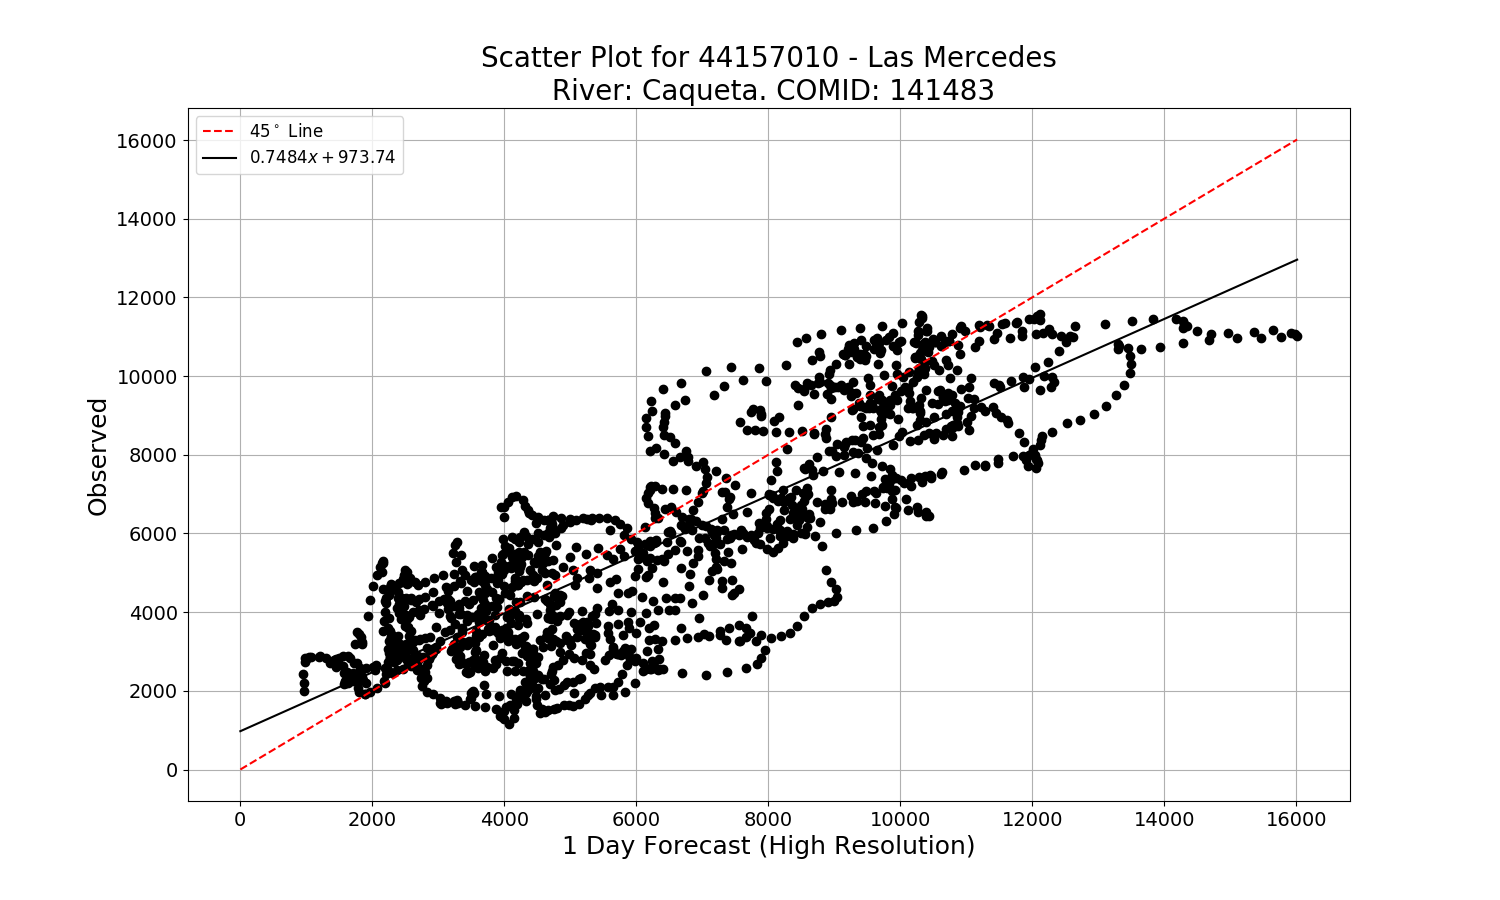 Scatter Plot for 44157010 - Las Mercedes
River: Caqueta. COMID: 141483
45° Line
0.7484x + 973.74
16000
14000
12000
10000
8000
6000
4000
2000
0
Observed
0 2000 4000 6000 8000 10000 12000 14000 16000
1 Day Forecast (High Resolution)